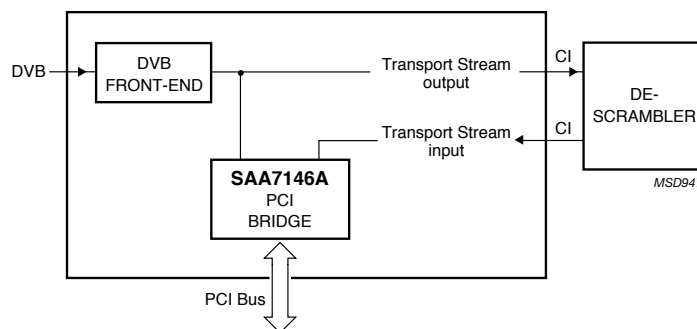 DVB
DVB
FRONT-END
Transport Stream
output
CI
DE-
SCRAMBLER
Transport Stream
input
CI
MSD94
SAA7146A
PCI
BRIDGE
PCI Bus